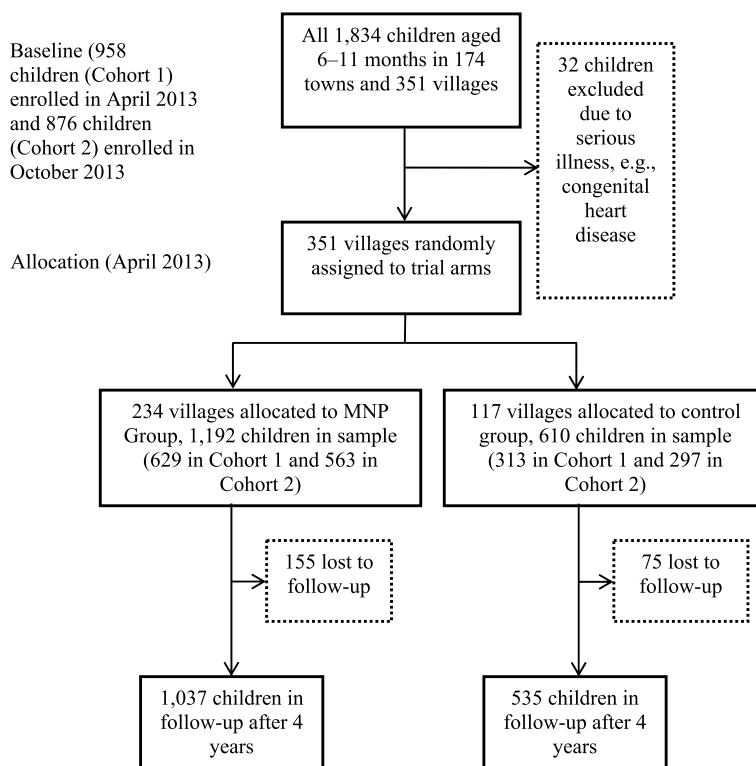 Baseline (958
children (Cohort 1)
enrolled in April 2013
and 876 children
(Cohort 2) enrolled in
October 2013
All 1,834 children aged
6–11 months in 174
towns and 351 villages
32 children
excluded
due to
serious
illness, e.g.,
congenital
heart
disease
Allocation (April 2013)
351 villages randomly
assigned to trial arms
234 villages allocated to MNP
Group, 1,192 children in sample
(629 in Cohort 1 and 563 in
Cohort 2)
117 villages allocated to control
group, 610 children in sample
(313 in Cohort 1 and 297 in
Cohort 2)
155 lost to
follow-up
75 lost to
follow-up
1,037 children in
follow-up after 4
years
535 children in
follow-up after 4
years